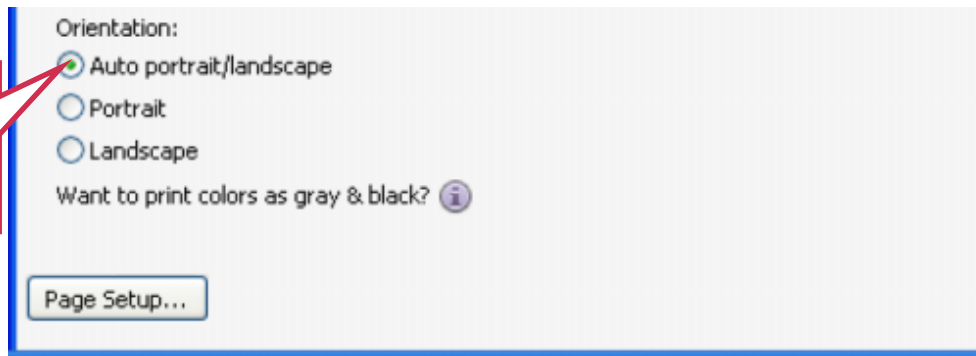 Orientation:
Auto portrait/landscape
Portrait
Landscape
Want to print colors as gray & black?
Page Setup...